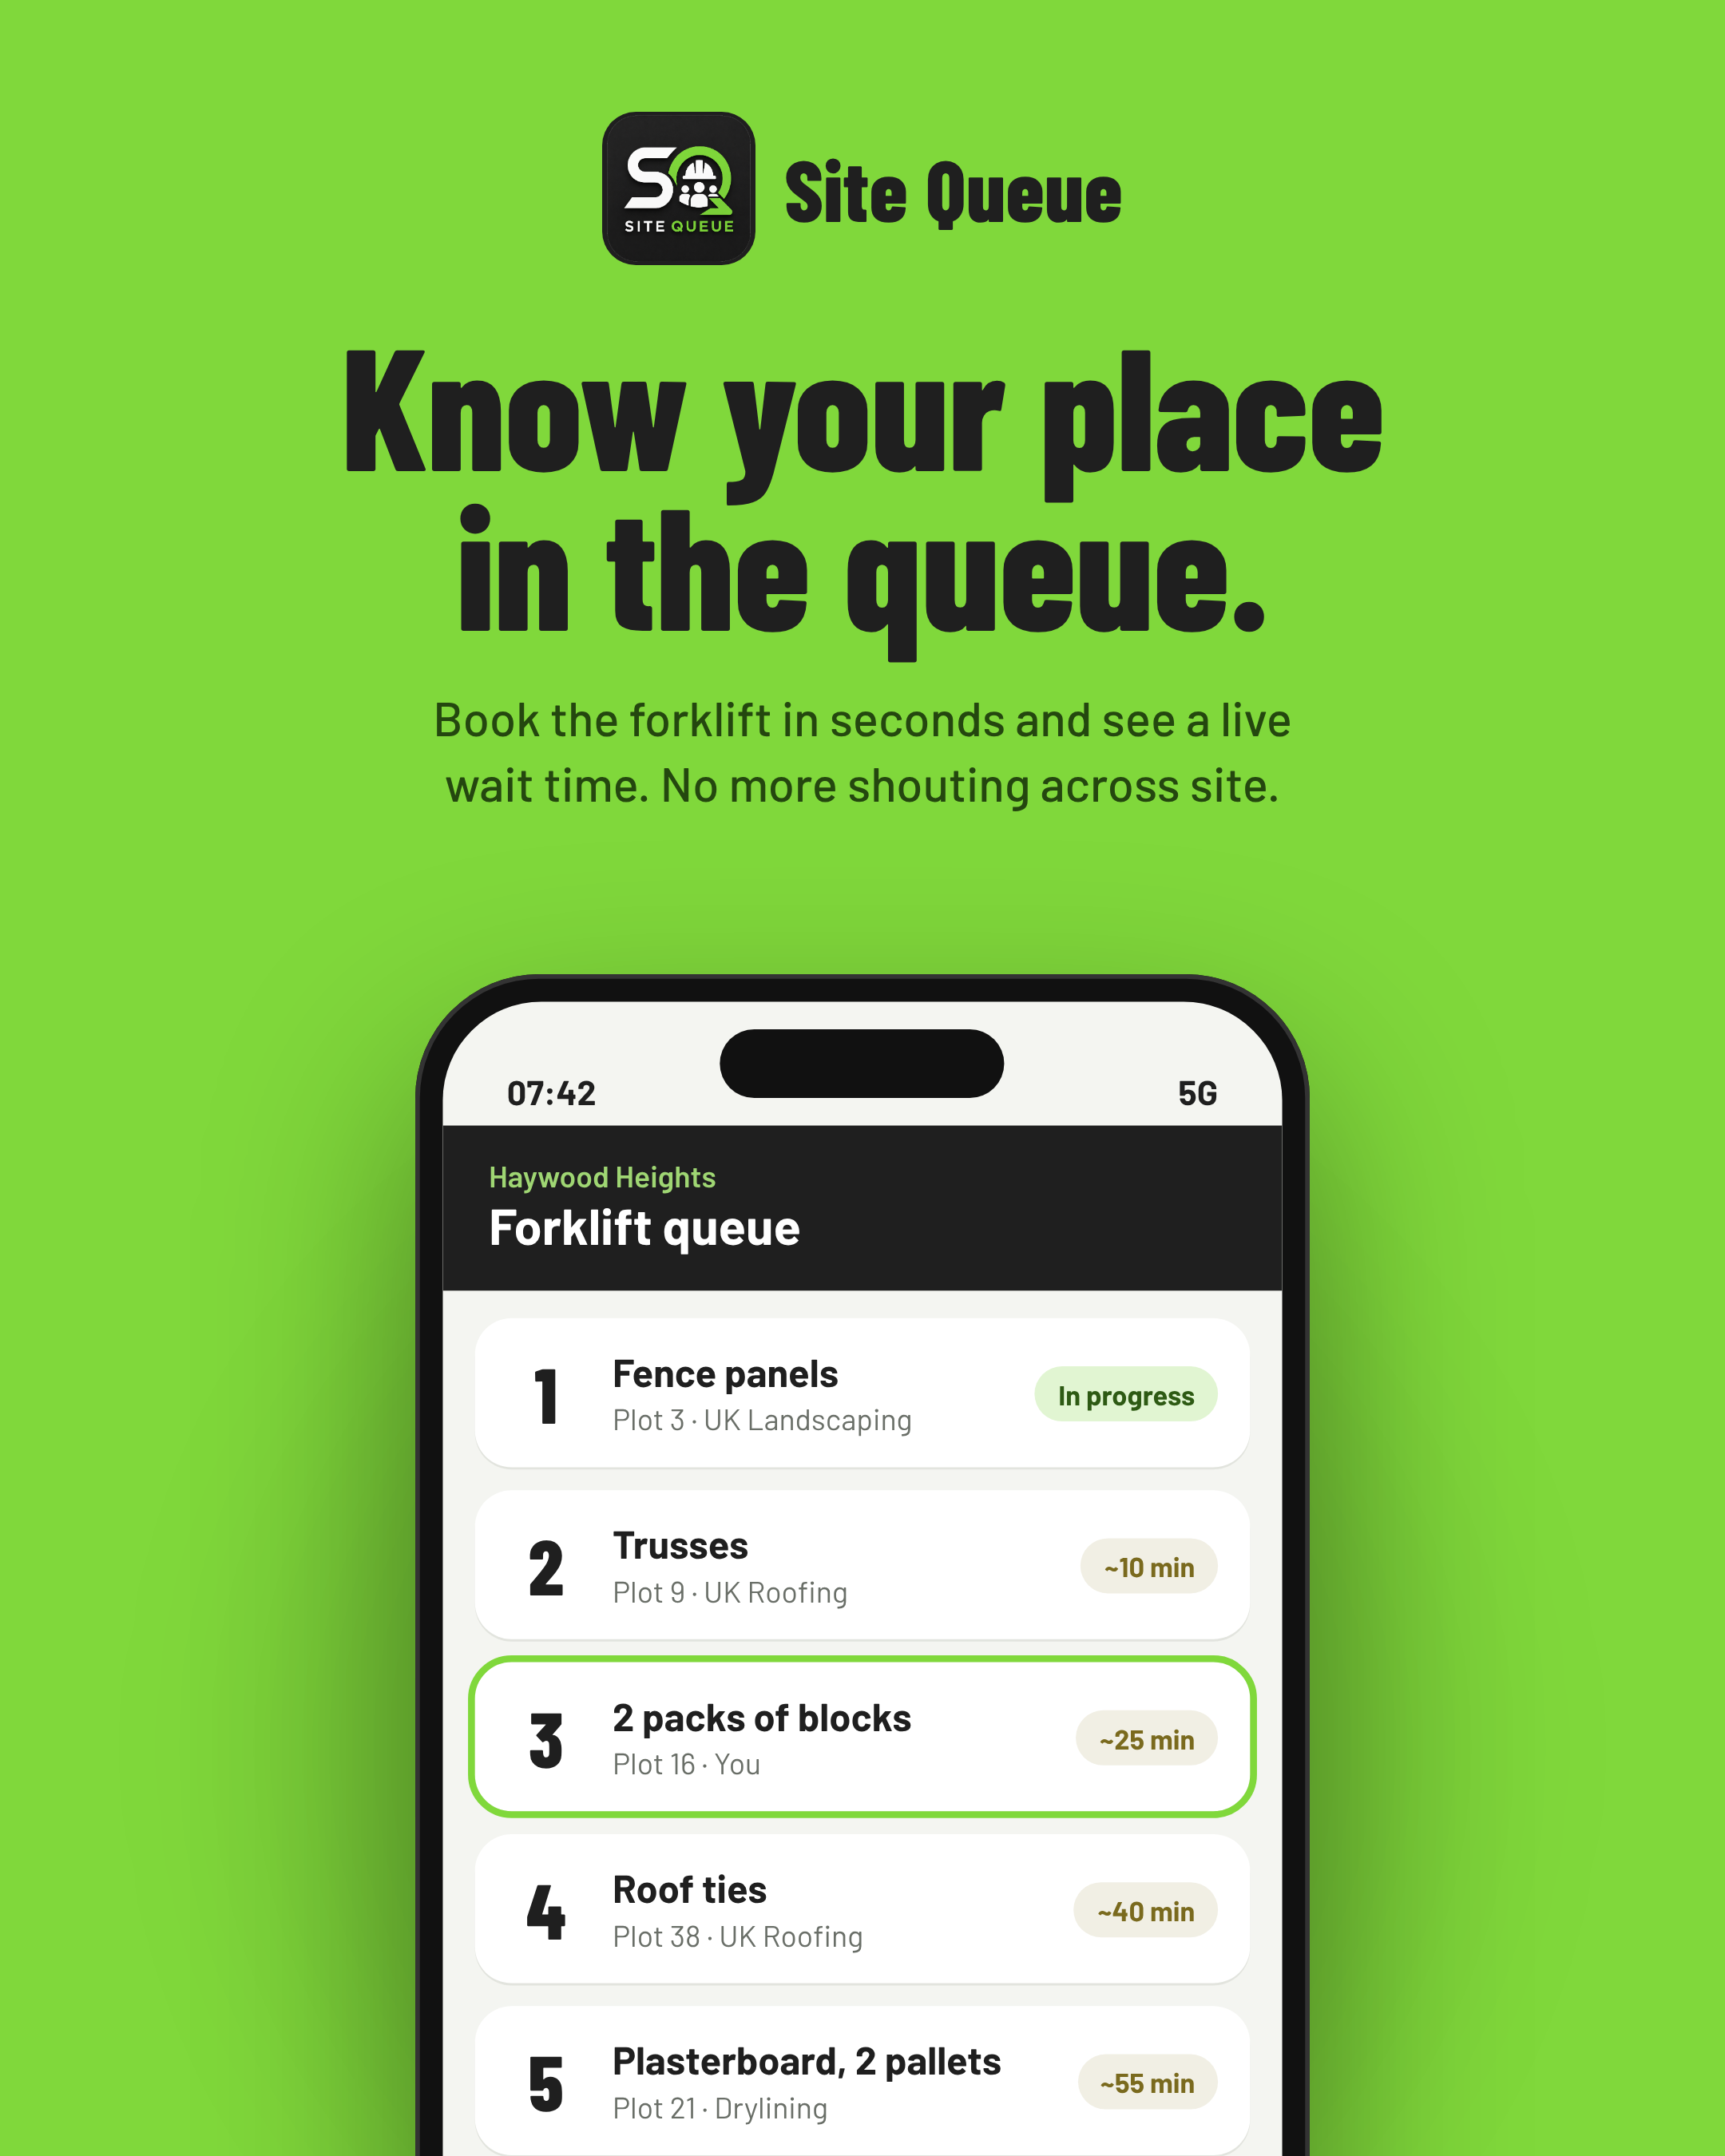 SQ
SITE QUEUE
Site Queue
Know your place
in the queue.
Book the forklift in seconds and see a live
wait time. No more shouting across site.
07:42
5G
Haywood Heights
Forklift queue
1
Fence panels
Plot 3 · UK Landscaping
In progress
2
Trusses
Plot 9 · UK Roofing
~10 min
3
2 packs of blocks
Plot 16 · You
~25 min
4
Roof ties
Plot 38 · UK Roofing
~40 min
5
Plasterboard, 2 pallets
Plot 21 · Drylining
~55 min